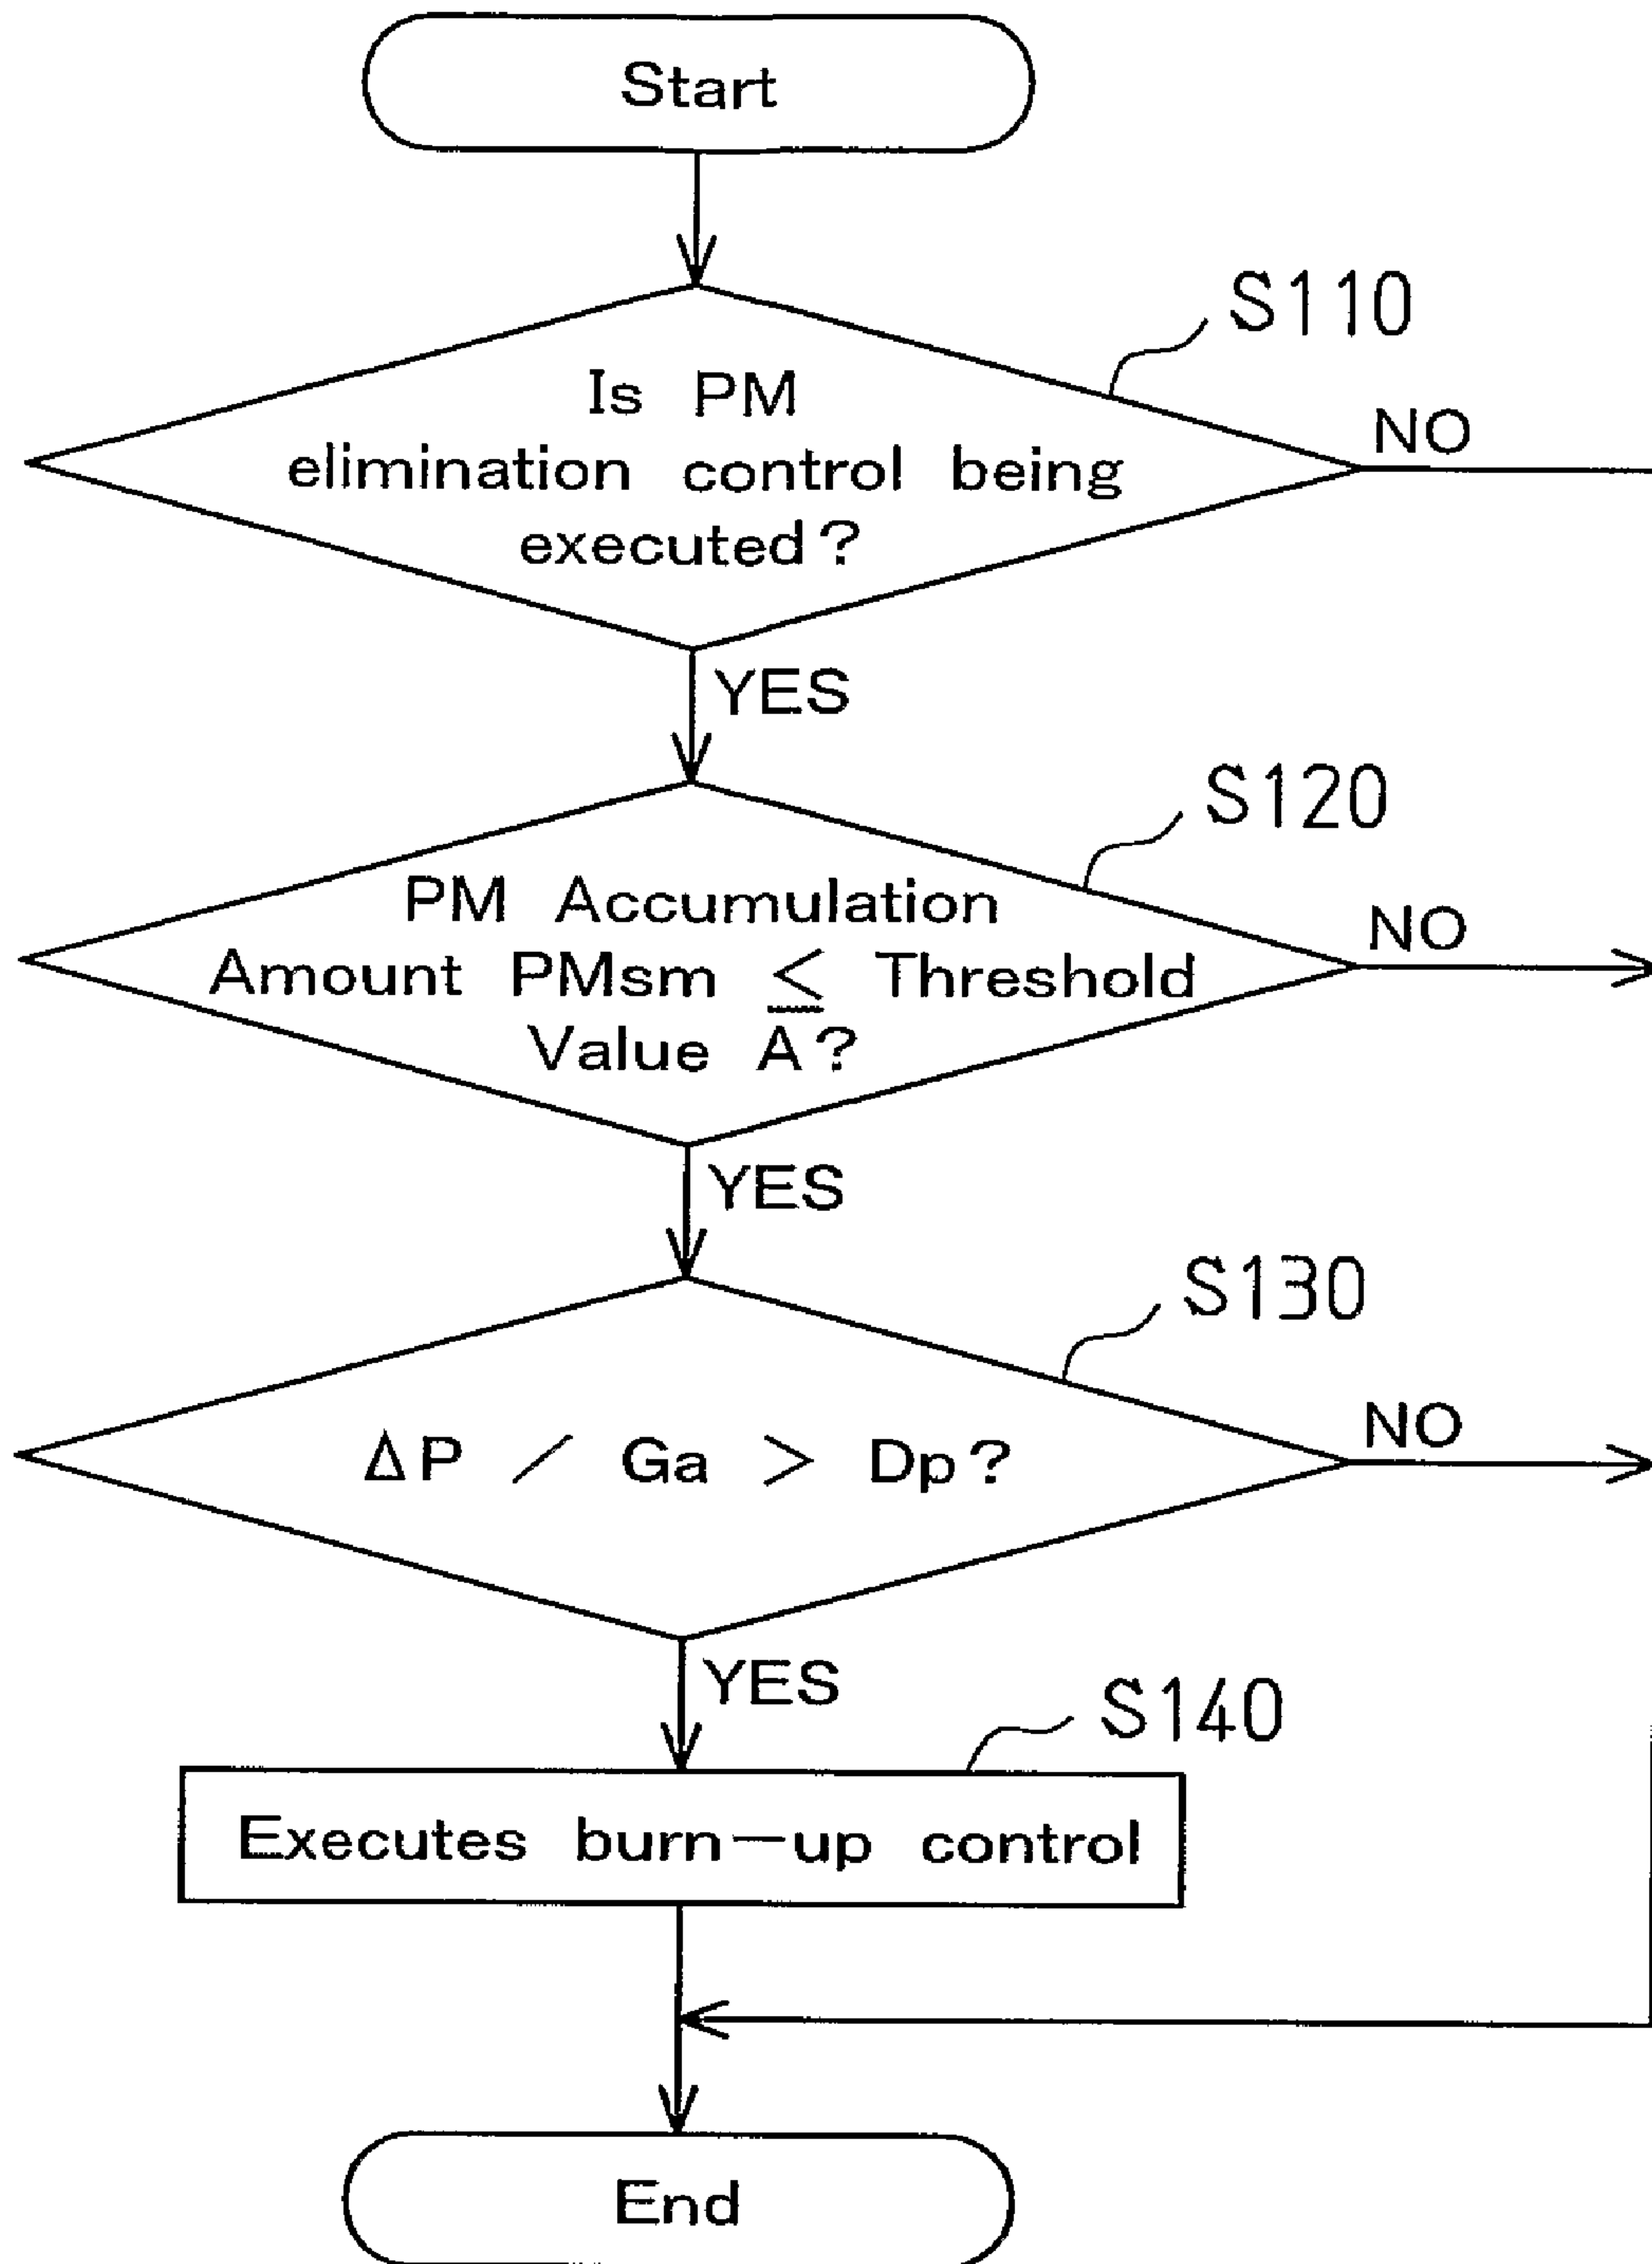 Start
S110
Is PM
elimination control being
executed?
NO
YES
S120
PM Accumulation
Amount PMsm ≤ Threshold
Value A?
NO
YES
S130
ΔP / Ga > Dp?
NO
YES
S140
Executes burn-up control
End